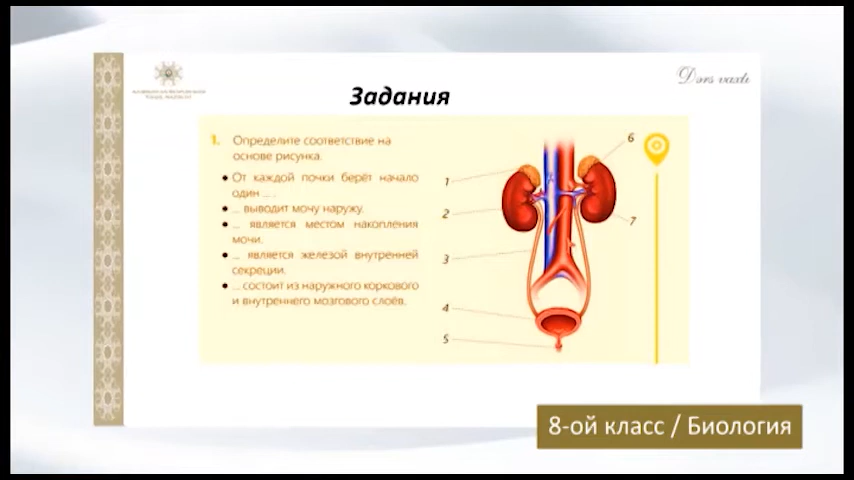 Dərs vaxtı
Задания
1. Определите соответствие на
основе рисунка.
• От каждой почки берёт начало
один ... .
• ... выводит мочу наружу.
• ... является местом накопления
мочи.
• ... является железой внутренней
секреции.
• ... состоит из наружного коркового
и внутреннего мозгового слоёв.
1
2
3
4
5
6
7
8-ой класс / Биология